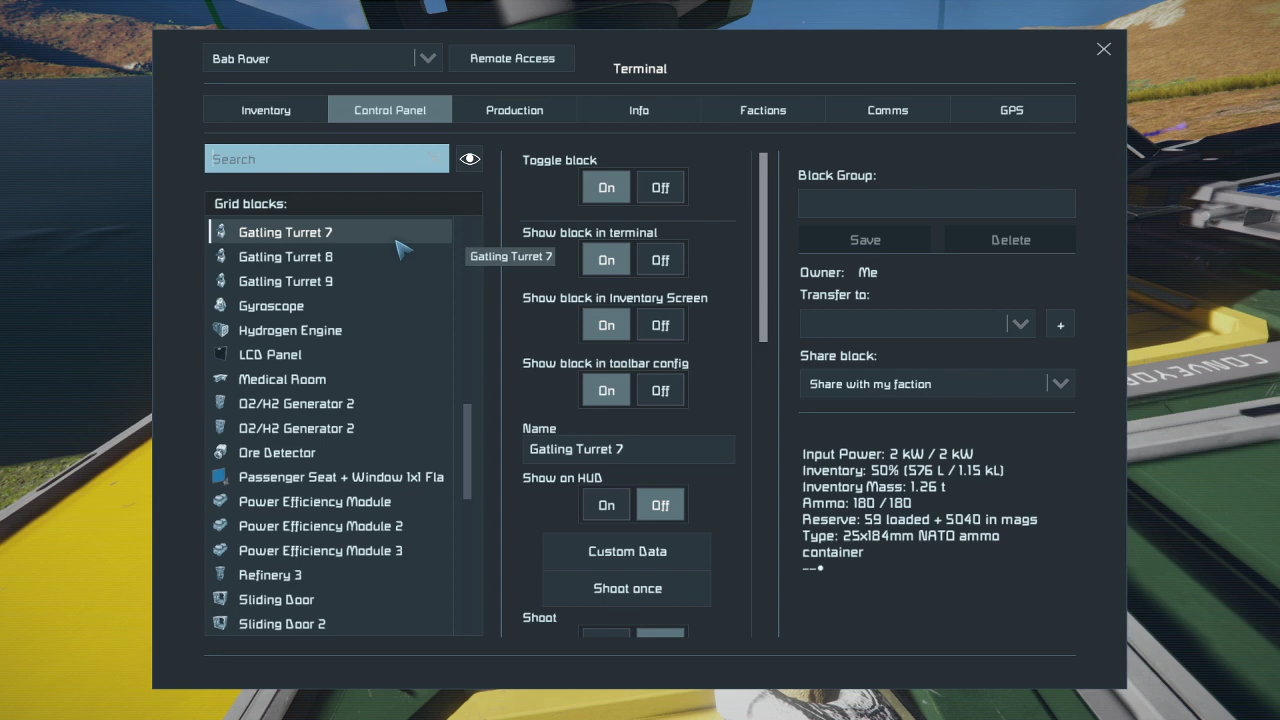 Bab Rover
Remote Access
Terminal
Inventory
Control Panel
Production
Info
Factions
Comms
GPS
Search
Grid blocks:
Gatling Turret 7
Gatling Turret 8
Gatling Turret 9
Gyroscope
Hydrogen Engine
LCD Panel
Medical Room
O2/H2 Generator 2
O2/H2 Generator 2
Ore Detector
Passenger Seat + Window 1x1 Fla
Power Efficiency Module
Power Efficiency Module 2
Power Efficiency Module 3
Refinery 3
Sliding Door
Sliding Door 2
Gatling Turret 7
Toggle block
On Off
Show block in terminal
On Off
Show block in Inventory Screen
On Off
Show block in toolbar config
On Off
Name
Gatling Turret 7
Show on HUD
On Off
Custom Data
Shoot once
Shoot
Block Group:
Save Delete
Owner: Me
Transfer to:
+
Share block:
Share with my faction
Input Power: 2 kW / 2 kW
Inventory: 50% (576 L / 1.15 kL)
Inventory Mass: 1.26 t
Ammo: 180 / 180
Reserve: 59 loaded + 5040 in mags
Type: 25x184mm NATO ammo
container
--•
CONVEYOR